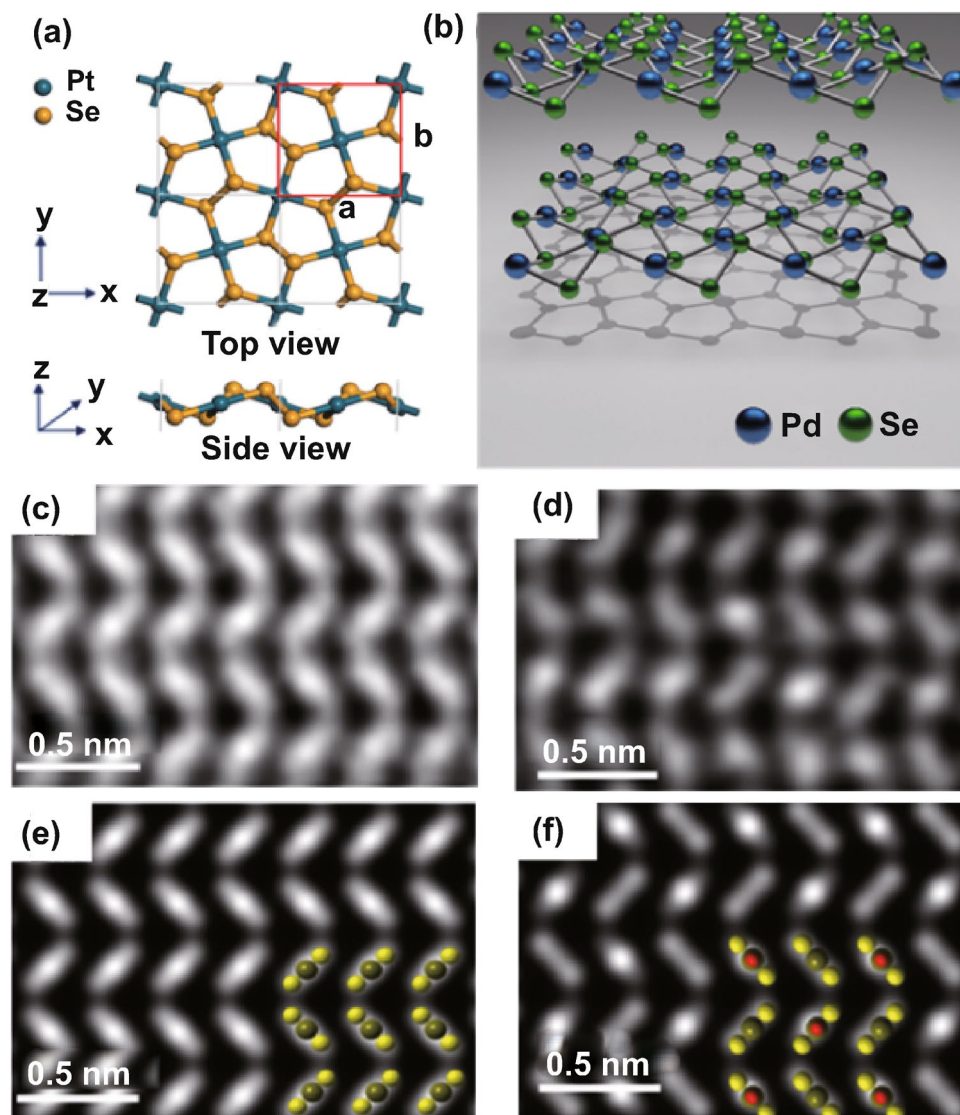 (a)
Pt
Se
b
a
y
z
x
Top view
z
y
x
Side view
(b)
Pd
Se
(c)
0.5 nm
(d)
0.5 nm
(e)
0.5 nm
(f)
0.5 nm